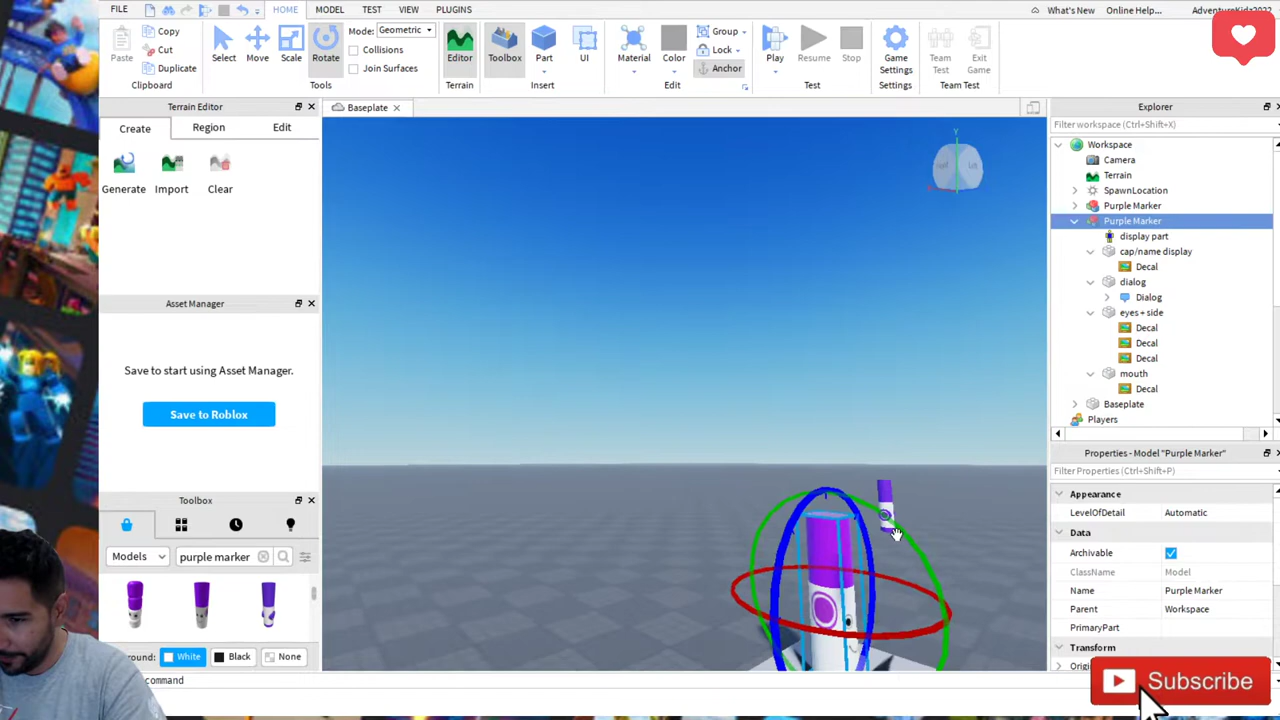 FILE HOME MODEL TEST VIEW PLUGINS What's New Online Help... AdventureKidz2022
Paste Copy Cut Duplicate Select Move Scale Rotate Mode: Geometric Collisions Join Surfaces Editor Toolbox Part UI Material Color Group Lock Anchor Play Resume Stop Game Settings Team Test Exit Game
Clipboard Tools Terrain Insert Edit Test Settings Team Test
Terrain Editor
Create Region Edit
Generate Import Clear
Asset Manager
Save to start using Asset Manager.
Save to Roblox
Toolbox
Models purple marker
ound: White Black None
command
Baseplate
Y
Explorer
Filter workspace (Ctrl+Shift+X)
Workspace
Camera
Terrain
SpawnLocation
Purple Marker
Purple Marker
display part
cap/name display
Decal
dialog
Dialog
eyes + side
Decal
Decal
Decal
mouth
Decal
Baseplate
Players
Properties - Model "Purple Marker"
Filter Properties (Ctrl+Shift+P)
Appearance
LevelOfDetail Automatic
Data
Archivable
ClassName Model
Name Purple Marker
Parent Workspace
PrimaryPart
Transform
Subscribe